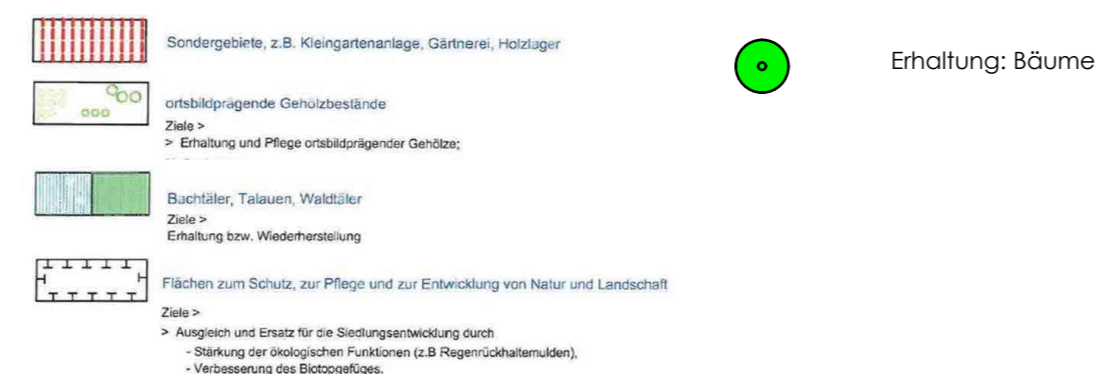 Sondergebiete, z.B. Kleingartenanlage, Gärtnerei, Holzlager
Erhaltung: Bäume
ortsbildprägende Gehölzbestände
Ziele >
> Erhaltung und Pflege ortsbildprägender Gehölze;
Bachtäler, Talauen, Waldtäler
Ziele >
Erhaltung bzw. Wiederherstellung
Flächen zum Schutz, zur Pflege und zur Entwicklung von Natur und Landschaft
Ziele >
> Ausgleich und Ersatz für die Siedlungsentwicklung durch
- Stärkung der ökologischen Funktionen (z.B Regenrückhaltemulden),
- Verbesserung des Biotopgefüges.